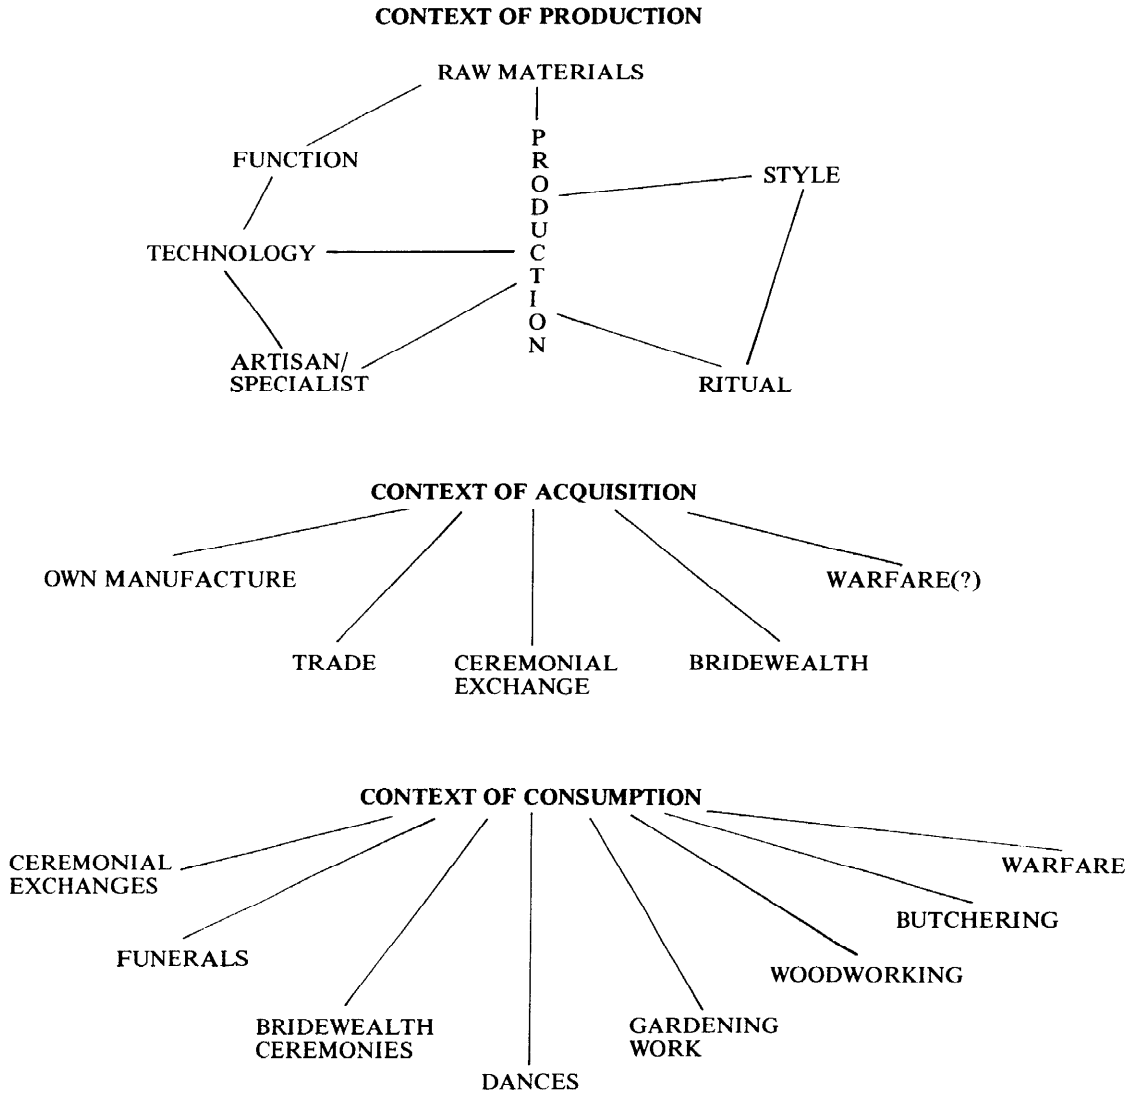 CONTEXT OF PRODUCTION
RAW MATERIALS
PRODUCTION
FUNCTION
STYLE
TECHNOLOGY
ARTISAN/
SPECIALIST
RITUAL
CONTEXT OF ACQUISITION
OWN MANUFACTURE
WARFARE(?)
TRADE
CEREMONIAL
EXCHANGE
BRIDEWEALTH
CONTEXT OF CONSUMPTION
CEREMONIAL
EXCHANGES
WARFARE
BUTCHERING
FUNERALS
WOODWORKING
BRIDEWEALTH
CEREMONIES
GARDENING
WORK
DANCES